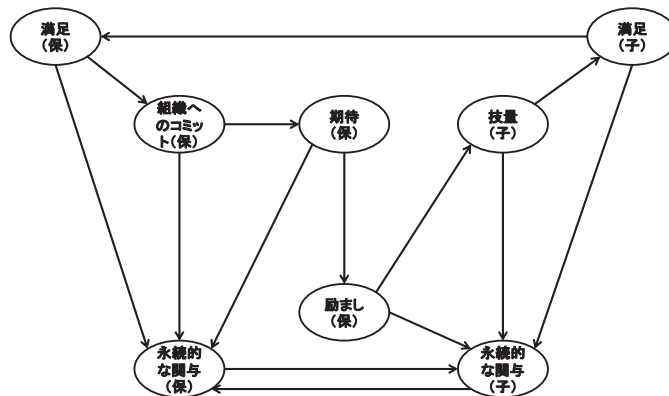 満足
(保)
満足
(子)
組織へ
のコミッ
ト(保)
期待
(保)
技量
(子)
励まし
(保)
永続的
な関与
(保)
永続的
な関与
(子)